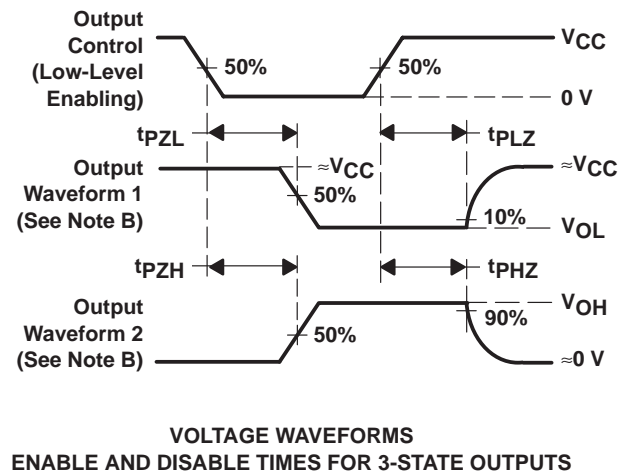 Output
Control
(Low-Level
Enabling)
50%
50%
VCC
0 V
tPZL
tPLZ
Output
Waveform 1
(See Note B)
≈VCC
50%
≈VCC
10%
VOL
tPZH
tPHZ
Output
Waveform 2
(See Note B)
50%
VOH
90%
≈0 V
VOLTAGE WAVEFORMS
ENABLE AND DISABLE TIMES FOR 3-STATE OUTPUTS